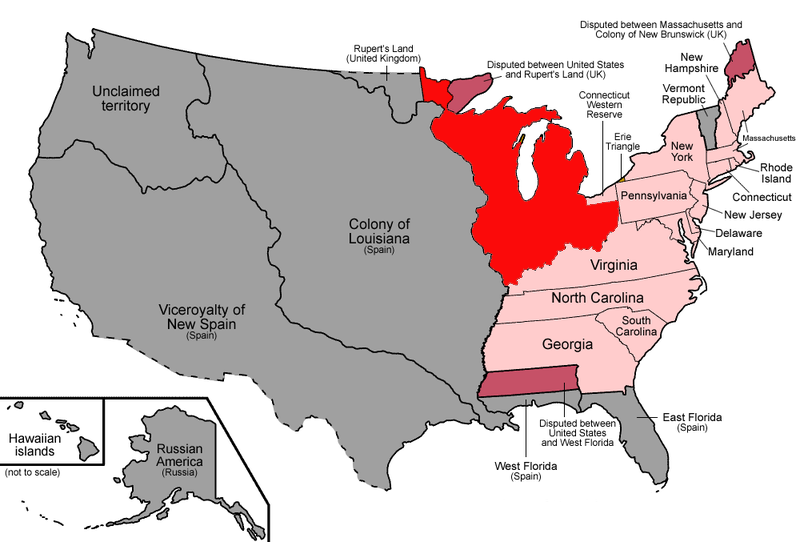 Disputed between Massachusetts and
Colony of New Brunswick (UK)
Rupert's Land
(United Kingdom)
Disputed between United States
and Rupert's Land (UK)
New
Hampshire
Vermont
Republic
Unclaimed
territory
Connecticut
Western
Reserve
Erie
Triangle
Massachusetts
New
York
Rhode
Island
Pennsylvania
Connecticut
New Jersey
Delaware
Maryland
Colony of
Louisiana
(Spain)
Virginia
North Carolina
Viceroyalty of
New Spain
(Spain)
South
Carolina
Georgia
East Florida
(Spain)
Disputed between
United States
and West Florida
West Florida
(Spain)
Hawaiian
islands
(not to scale)
Russian
America
(Russia)